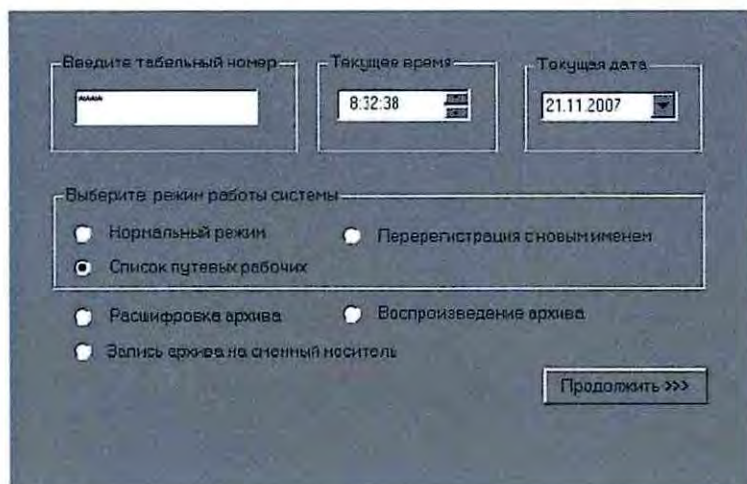 Введите табельный номер
Текущее время
Текущая дата
****
8:32:38
21.11.2007
Выберите режим работы системы
Нормальный режим
Перерегистрация с новым именем
Список путевых рабочих
Расшифровка архива
Воспроизведение архива
Запись архива на сменный носитель
Продолжить >>>